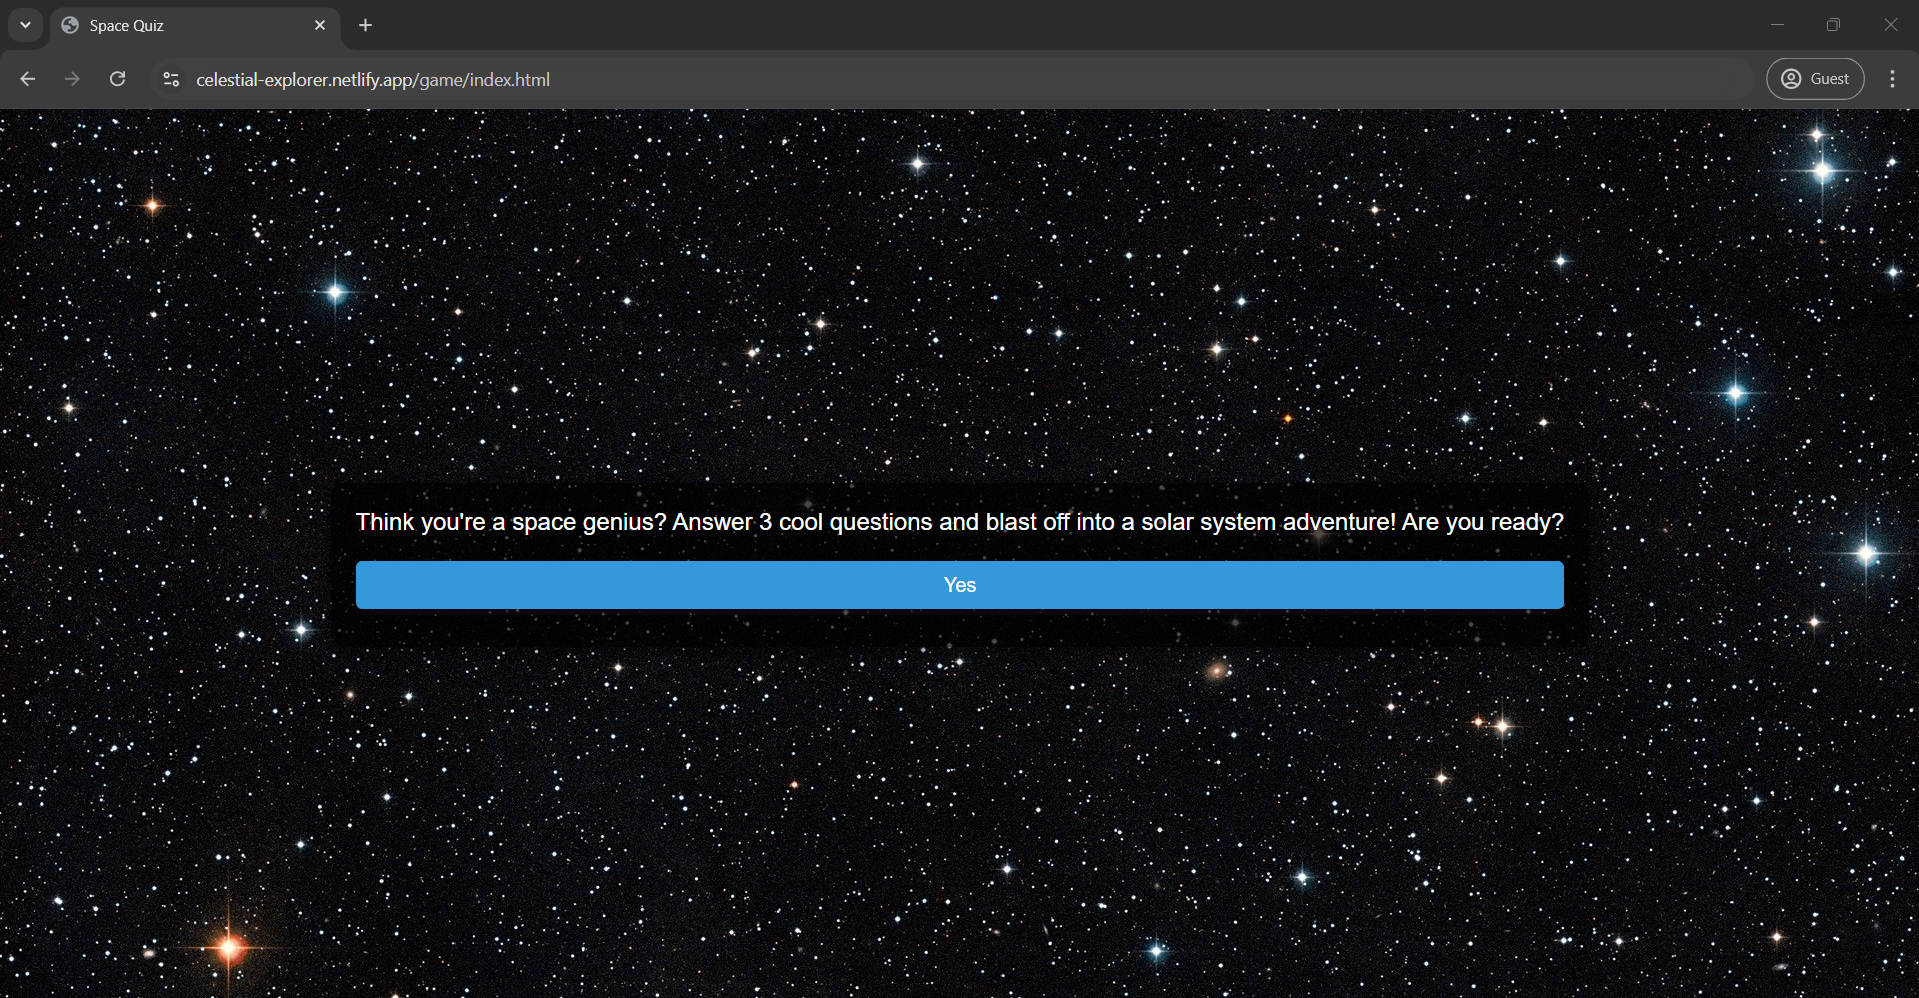 Space Quiz
celestial-explorer.netlify.app/game/index.html
Guest
Think you're a space genius? Answer 3 cool questions and blast off into a solar system adventure! Are you ready?
Yes